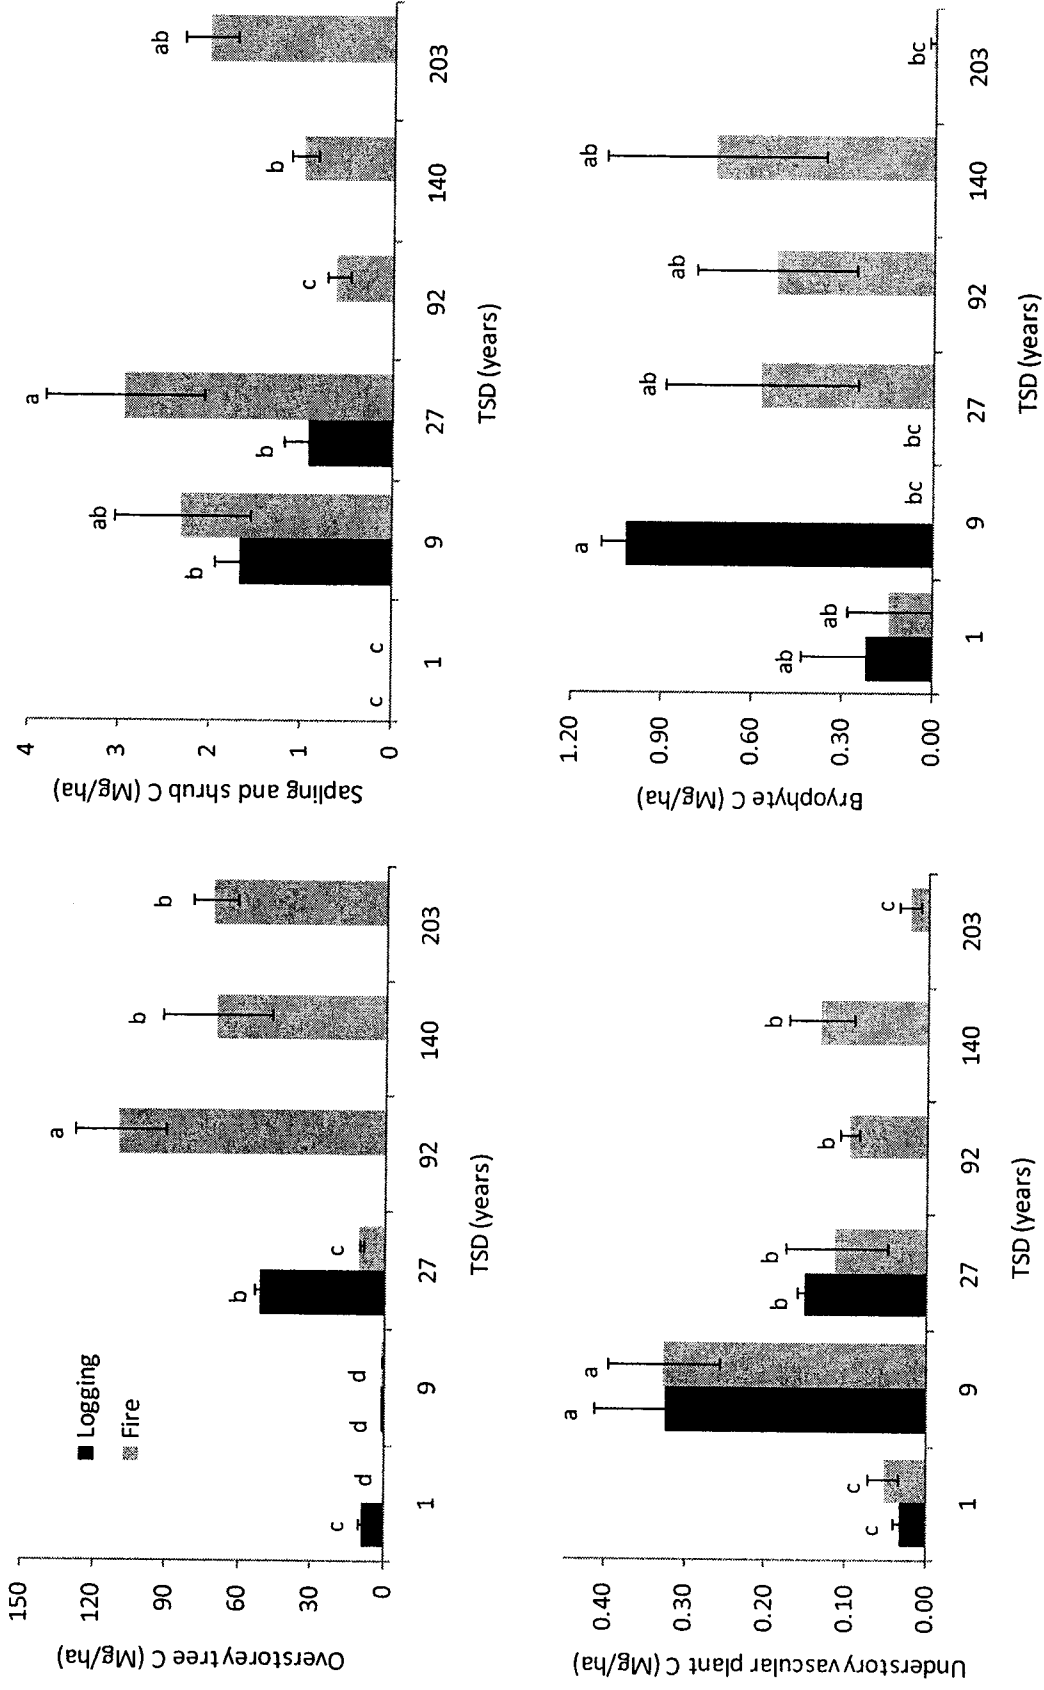 Overstorey tree C (Mg/ha)
150
120
90
60
30
0
Logging
Fire
c
d
d
d
b
c
a
b
b
1
9
27
92
140
203
TSD (years)
Sapling and shrub C (Mg/ha)
4
3
2
1
0
c
c
b
ab
b
a
c
b
ab
1
9
27
92
140
203
TSD (years)
Understory vascular plant C (Mg/ha)
0.40
0.30
0.20
0.10
0.00
c
c
a
a
b
b
b
b
c
1
9
27
92
140
203
TSD (years)
Bryophyte C (Mg/ha)
1.20
0.90
0.60
0.30
0.00
ab
ab
a
bc
bc
ab
ab
ab
bc
1
9
27
92
140
203
TSD (years)